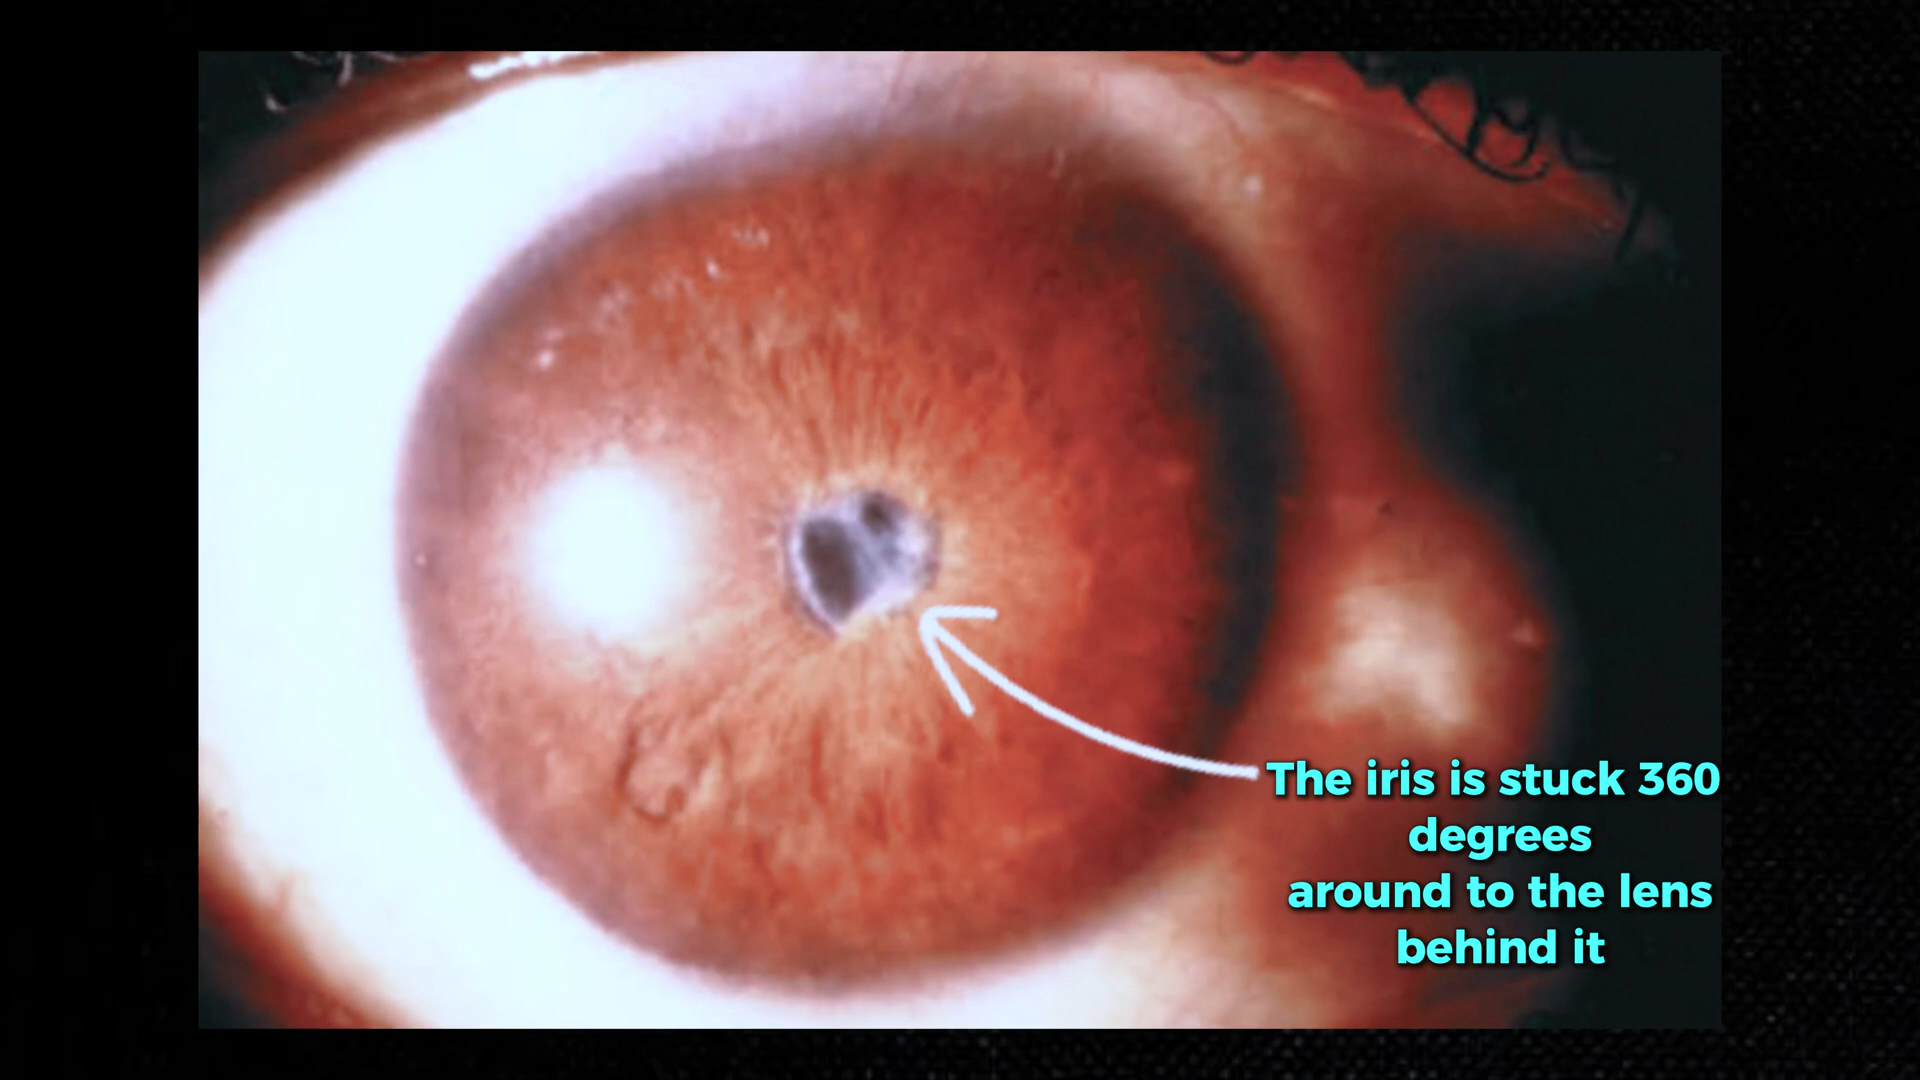 The iris is stuck 360
degrees
around to the lens
behind it